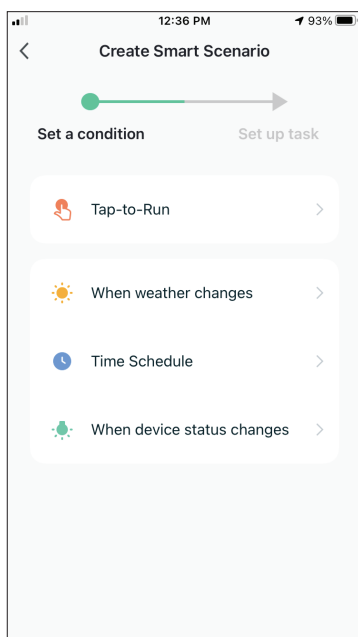 12:36 PM 93%
Create Smart Scenario
Set a condition Set up task
Tap-to-Run
When weather changes
Time Schedule
When device status changes